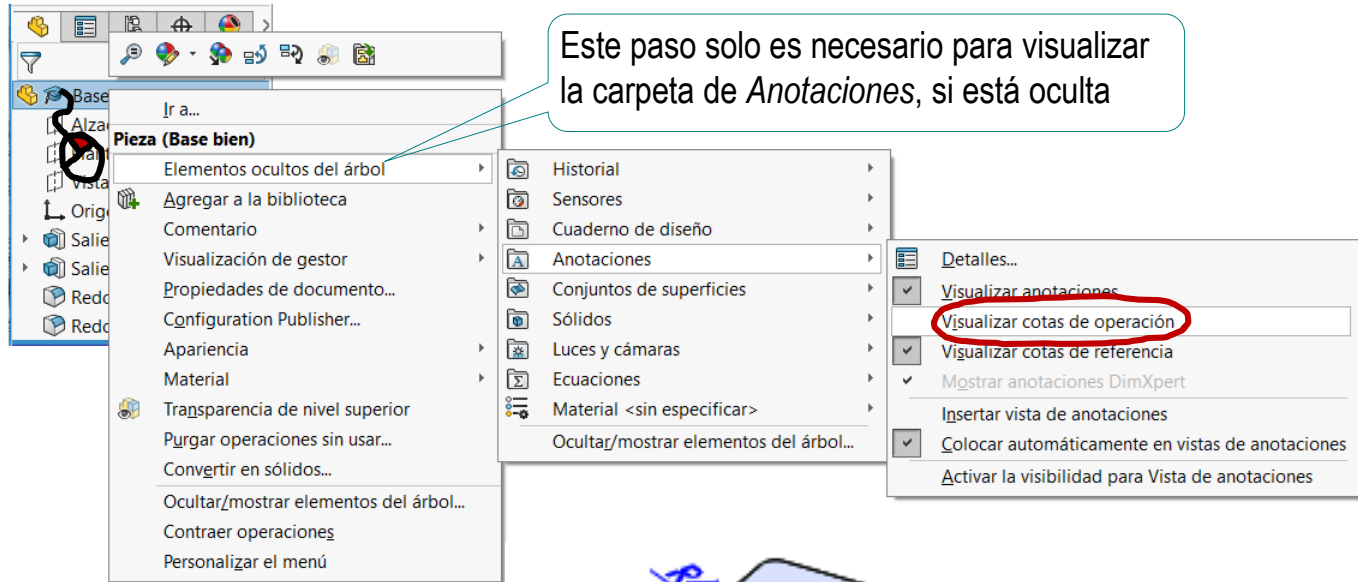 Este paso solo es necesario para visualizar
la carpeta de Anotaciones, si está oculta
Base
Alza
Vista
Orig
Salie
Salie
Redo
Redo
Ir a...
Pieza (Base bien)
Elementos ocultos del árbol
Agregar a la biblioteca
Comentario
Visualización de gestor
Propiedades de documento...
Configuration Publisher...
Apariencia
Material
Transparencia de nivel superior
Purgar operaciones sin usar...
Convertir en sólidos...
Ocultar/mostrar elementos del árbol...
Contraer operaciones
Personalizar el menú
Historial
Sensores
Cuaderno de diseño
Anotaciones
Conjuntos de superficies
Sólidos
Luces y cámaras
Ecuaciones
Material <sin especificar>
Ocultar/mostrar elementos del árbol...
Detalles...
Visualizar anotaciones
Visualizar cotas de operación
Visualizar cotas de referencia
Mostrar anotaciones DimXpert
Insertar vista de anotaciones
Colocar automáticamente en vistas de anotaciones
Activar la visibilidad para Vista de anotaciones